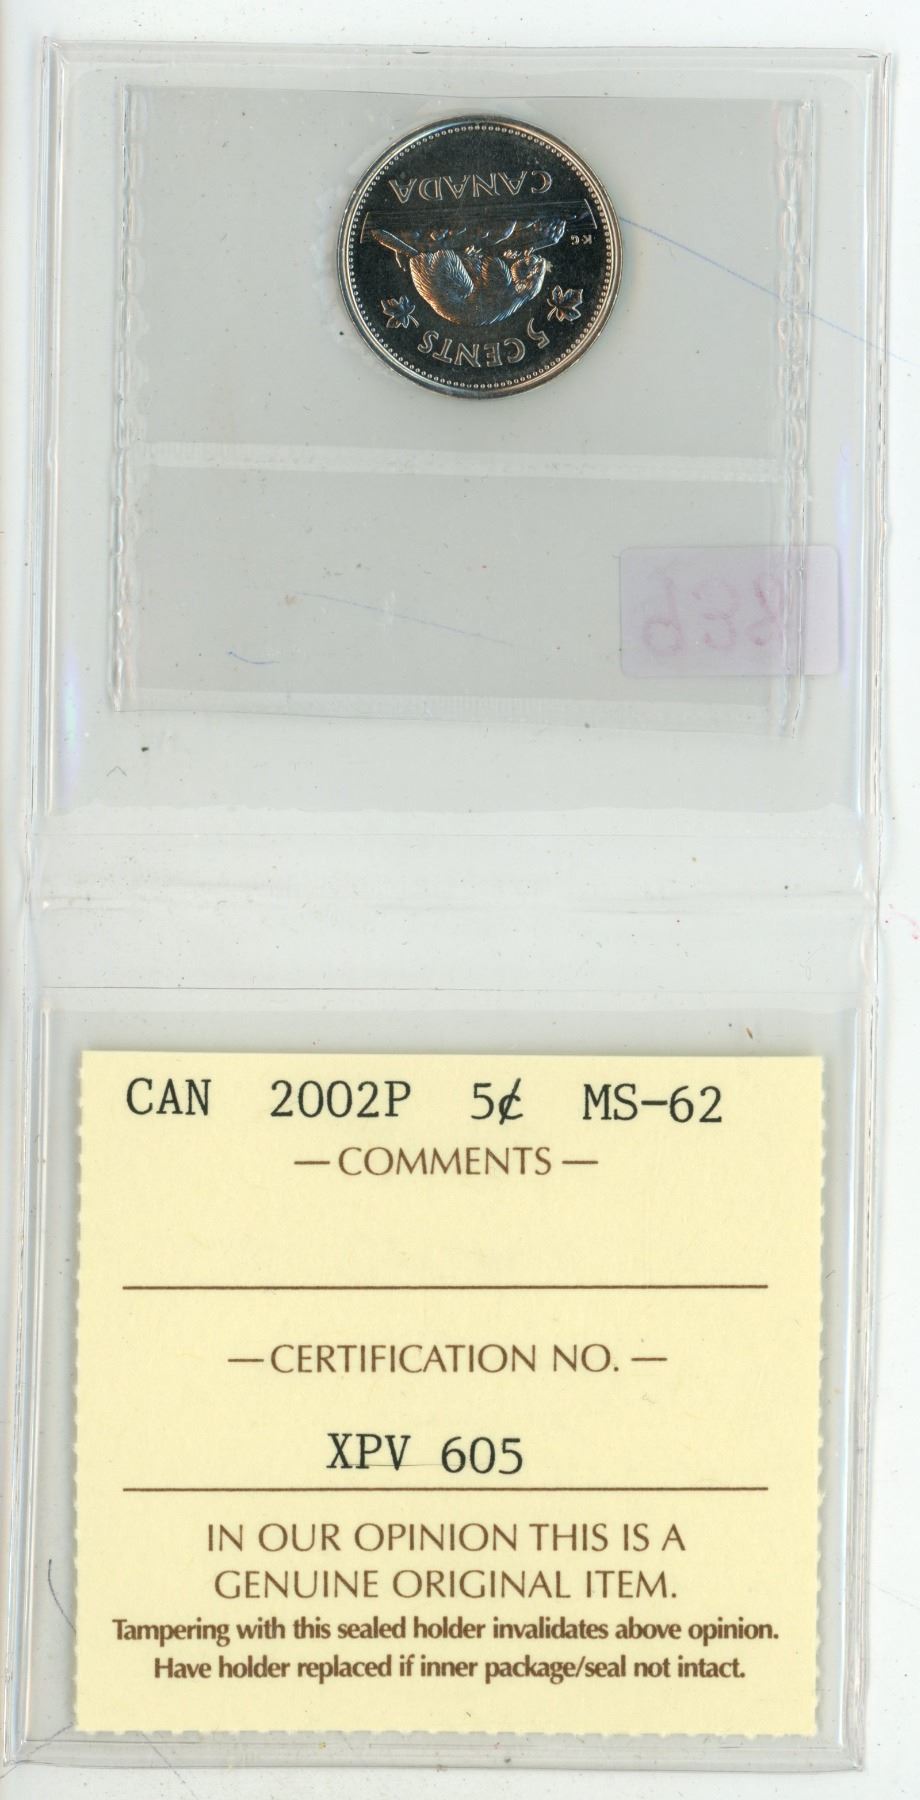 5 CENTS
KG
CANADA
CAN 2002P 5¢ MS-62
— COMMENTS —
— CERTIFICATION NO. —
XPV 605
IN OUR OPINION THIS IS A
GENUINE ORIGINAL ITEM.
Tampering with this sealed holder invalidates above opinion.
Have holder replaced if inner package/seal not intact.